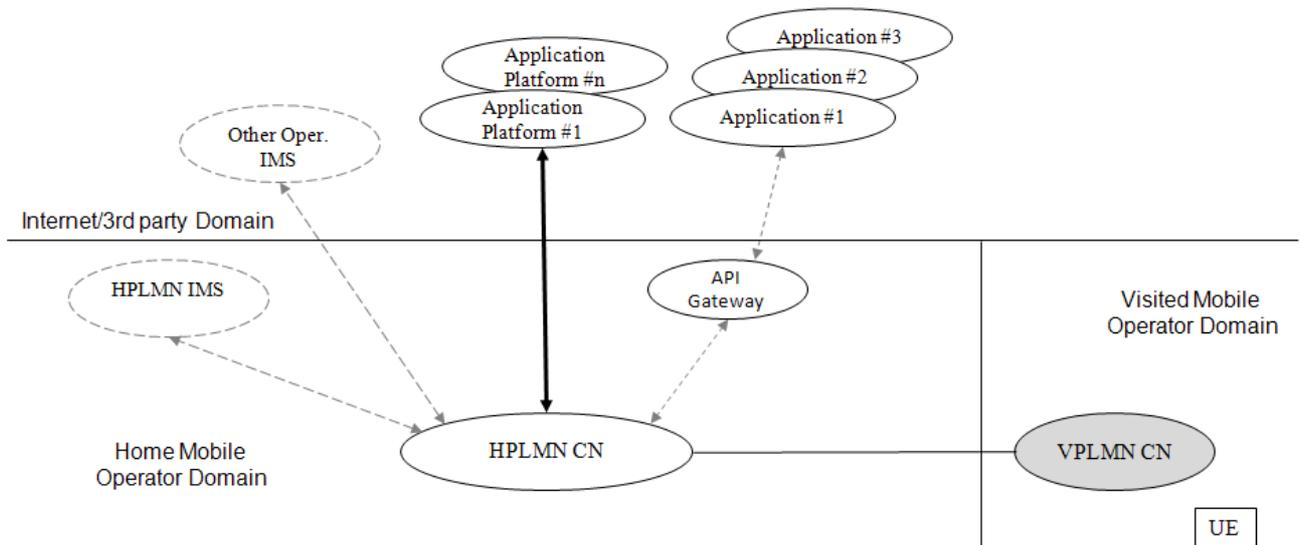 Application #3
Application
Platform #n
Application #2
Application
Platform #1
Application #1
Other Oper.
IMS
Internet/3rd party Domain
HPLMN IMS
API
Gateway
Visited Mobile
Operator Domain
Home Mobile
Operator Domain
HPLMN CN
VPLMN CN
UE